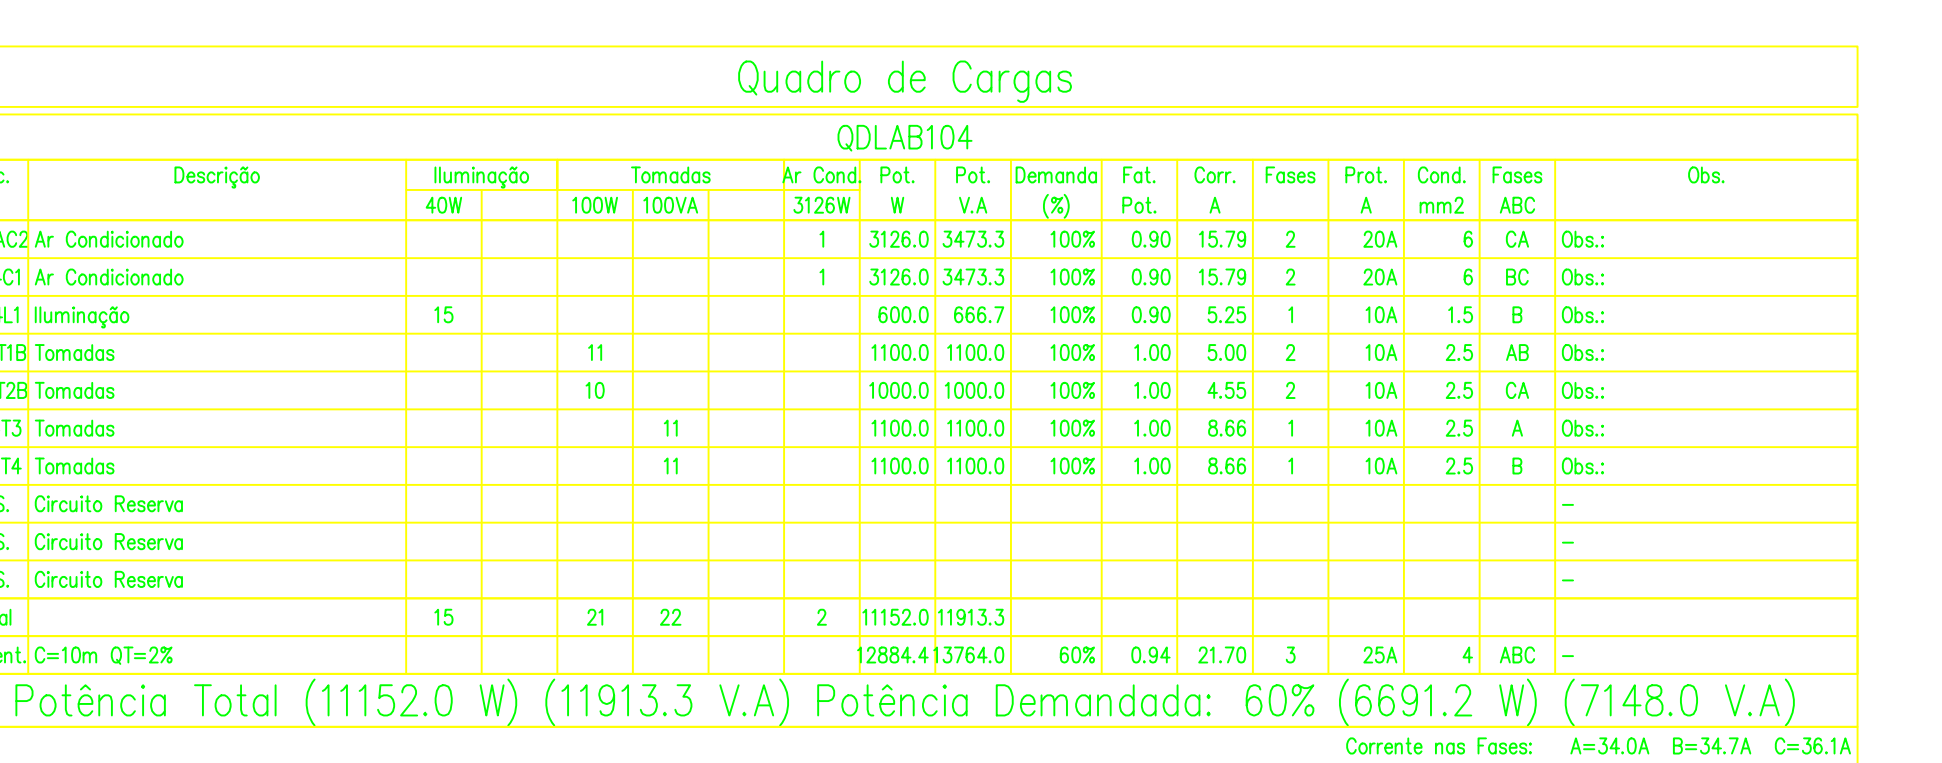 Quadro de Cargas
QDLAB104
c. Descrição Iluminação Tomadas Ar Cond. Pot. Pot. Demanda Fat. Corr. Fases Prot. Cond. Fases Obs.
40W 100W 100VA 3126W W V.A (%) Pot. A A mm2 ABC
AC2 Ar Condicionado 1 3126.0 3473.3 100% 0.90 15.79 2 20A 6 CA Obs.:
C1 Ar Condicionado 1 3126.0 3473.3 100% 0.90 15.79 2 20A 6 BC Obs.:
L1 Iluminação 15 600.0 666.7 100% 0.90 5.25 1 10A 1.5 B Obs.:
T1B Tomadas 11 1100.0 1100.0 100% 1.00 5.00 2 10A 2.5 AB Obs.:
T2B Tomadas 10 1000.0 1000.0 100% 1.00 4.55 2 10A 2.5 CA Obs.:
T3 Tomadas 11 1100.0 1100.0 100% 1.00 8.66 1 10A 2.5 A Obs.:
T4 Tomadas 11 1100.0 1100.0 100% 1.00 8.66 1 10A 2.5 B Obs.:
S. Circuito Reserva –
S. Circuito Reserva –
S. Circuito Reserva –
al 15 21 22 2 11152.0 11913.3
ent. C=10m QT=2% 12884.4 13764.0 60% 0.94 21.70 3 25A 4 ABC –
Potência Total (11152.0 W) (11913.3 V.A) Potência Demandada: 60% (6691.2 W) (7148.0 V.A)
Corrente nas Fases: A=34.0A B=34.7A C=36.1A